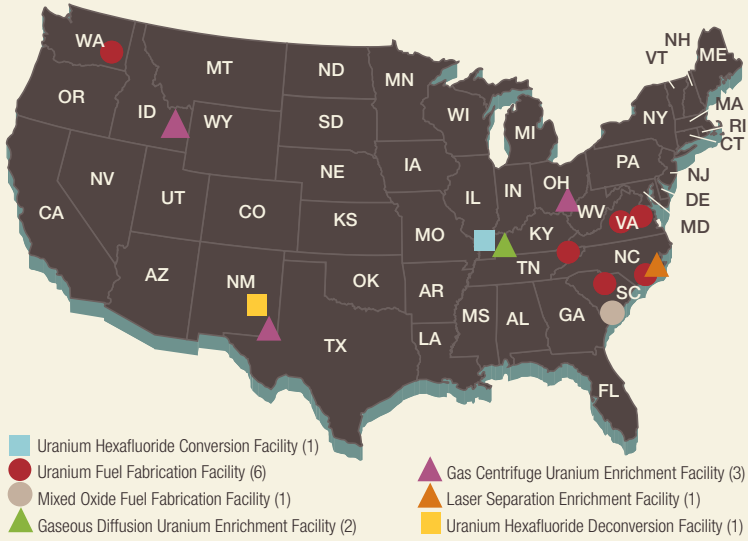 NH
WA
VT
ME
MT
ND
MN
OR
ID
WY
SD
WI
MI
NY
MA
RI
CT
NV
UT
NE
IA
IL
IN
OH
PA
NJ
DE
MD
CA
CO
KS
MO
KY
WV
VA
AZ
NM
OK
AR
TN
NC
SC
TX
LA
MS
AL
GA
FL
Uranium Hexafluoride Conversion Facility (1)
Uranium Fuel Fabrication Facility (6)
Mixed Oxide Fuel Fabrication Facility (1)
Gaseous Diffusion Uranium Enrichment Facility (2)
Gas Centrifuge Uranium Enrichment Facility (3)
Laser Separation Enrichment Facility (1)
Uranium Hexafluoride Deconversion Facility (1)